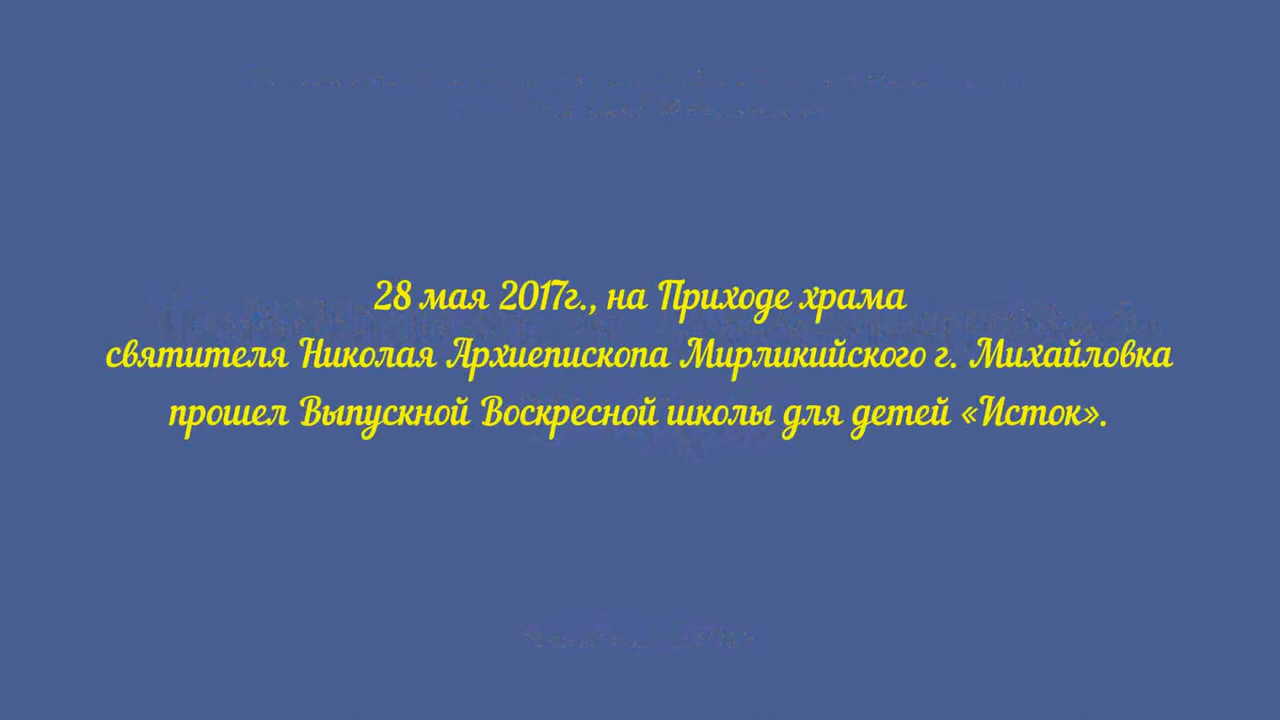 28 мая 2017г., на Приходе храма
святителя Николая Архиепископа Мирликийского г. Михайловка
прошел Выпускной Воскресной школы для детей «Исток».